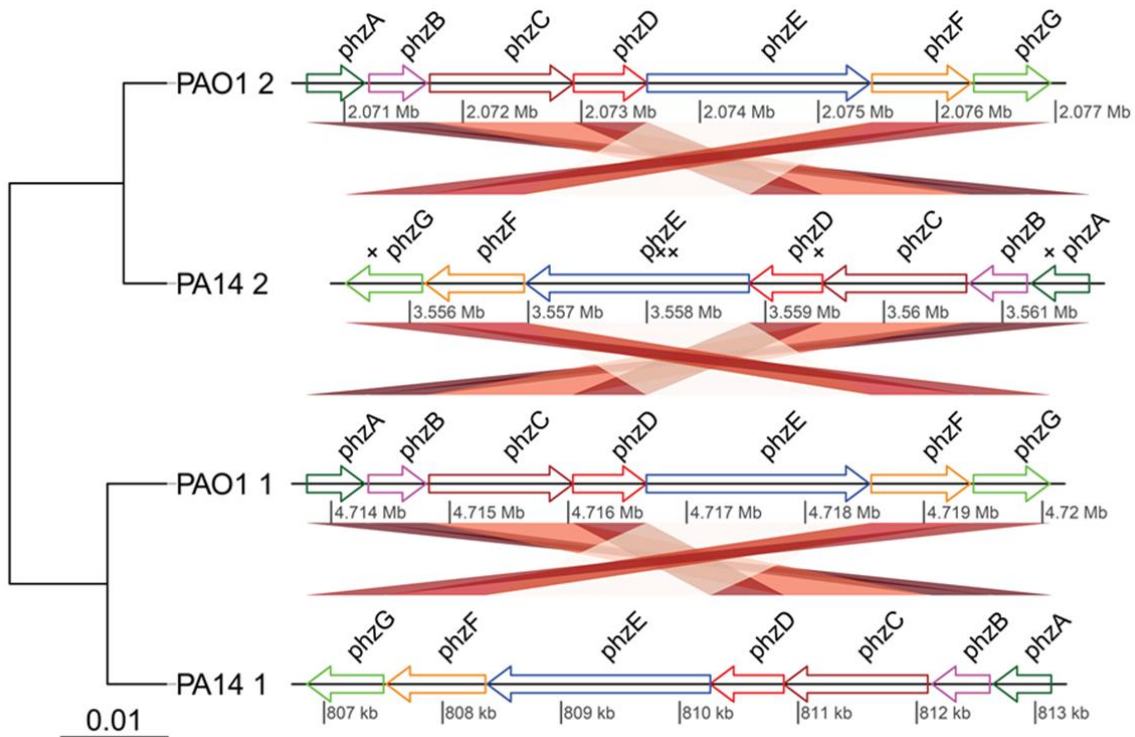 phzA phzB phzC phzD phzE phzF phzG
PAO1 2
2.071 Mb 2.072 Mb 2.073 Mb 2.074 Mb 2.075 Mb 2.076 Mb 2.077 Mb
+ phzG phzF phzE ++ phzD + phzC phzB + phzA
PA14 2
3.556 Mb 3.557 Mb 3.558 Mb 3.559 Mb 3.56 Mb 3.561 Mb
phzA phzB phzC phzD phzE phzF phzG
PAO1 1
4.714 Mb 4.715 Mb 4.716 Mb 4.717 Mb 4.718 Mb 4.719 Mb 4.72 Mb
phzG phzF phzE phzD phzC phzB phzA
PA14 1
807 kb 808 kb 809 kb 810 kb 811 kb 812 kb 813 kb
0.01